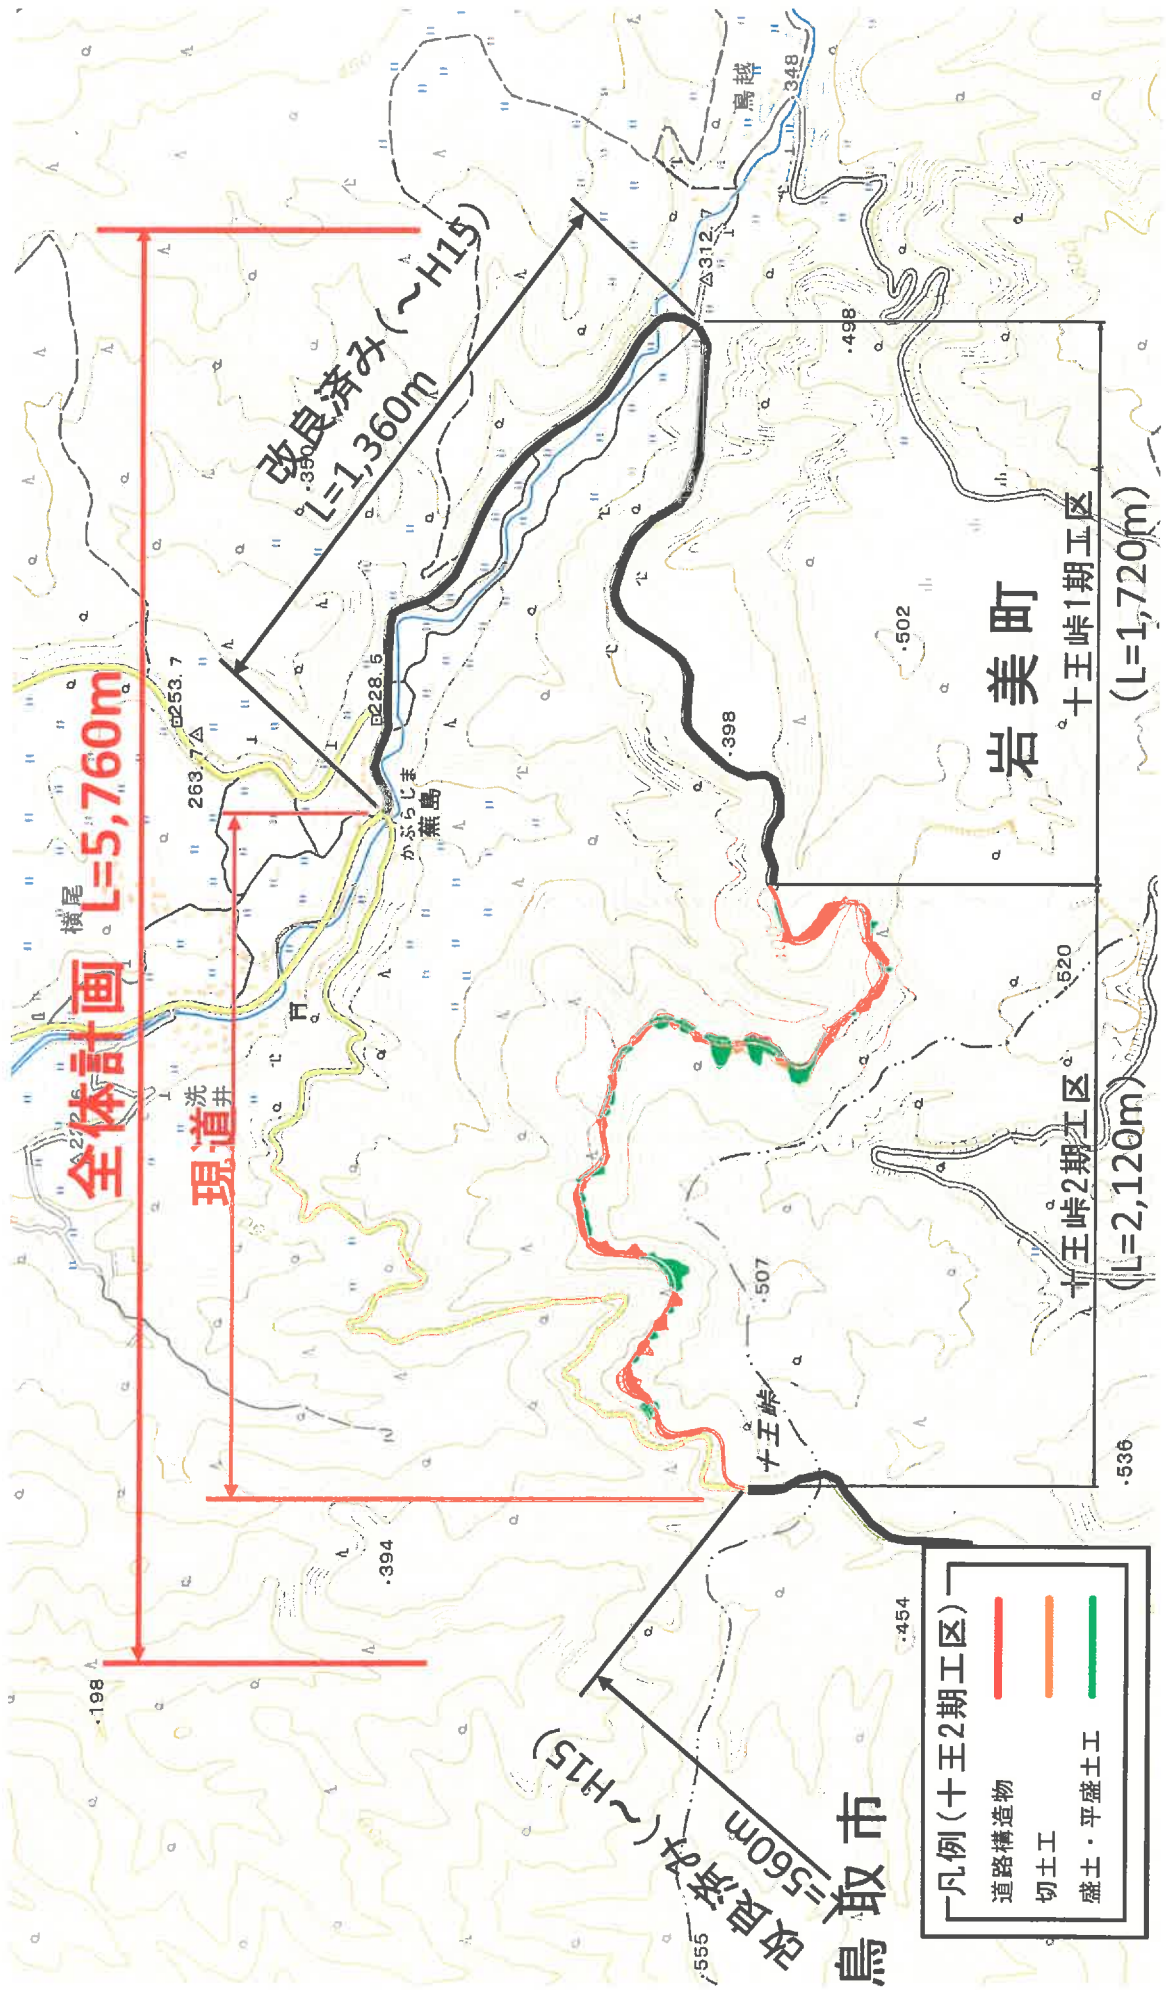 全体計画 L=5,760m
現道
改良済み(～H15)
L=1,360m
改良済み(～H15)
L=560m
鳥取市
岩美町
十王峠1期工区
(L=1,720m)
十王峠2期工区
(L=2,120m)
十王峠
横尾
洗井
かぶらじま
蕪島
鳥越
・198
・394
・454
・555
・536
・507
・520
・502
・398
・498
・350
・348
△312.7
228.5
253.7
263.7△
凡例(十王2期工区)
道路構造物
切土工
盛土・平盛土工